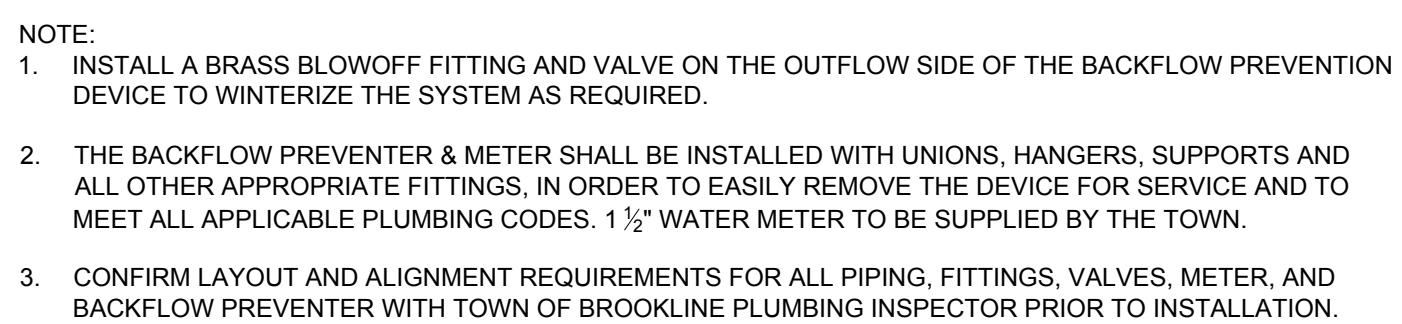 NOTE:
1. INSTALL A BRASS BLOWOFF FITTING AND VALVE ON THE OUTFLOW SIDE OF THE BACKFLOW PREVENTION
DEVICE TO WINTERIZE THE SYSTEM AS REQUIRED.
2. THE BACKFLOW PREVENTER & METER SHALL BE INSTALLED WITH UNIONS, HANGERS, SUPPORTS AND
ALL OTHER APPROPRIATE FITTINGS, IN ORDER TO EASILY REMOVE THE DEVICE FOR SERVICE AND TO
MEET ALL APPLICABLE PLUMBING CODES. 1 ½" WATER METER TO BE SUPPLIED BY THE TOWN.
3. CONFIRM LAYOUT AND ALIGNMENT REQUIREMENTS FOR ALL PIPING, FITTINGS, VALVES, METER, AND
BACKFLOW PREVENTER WITH TOWN OF BROOKLINE PLUMBING INSPECTOR PRIOR TO INSTALLATION.